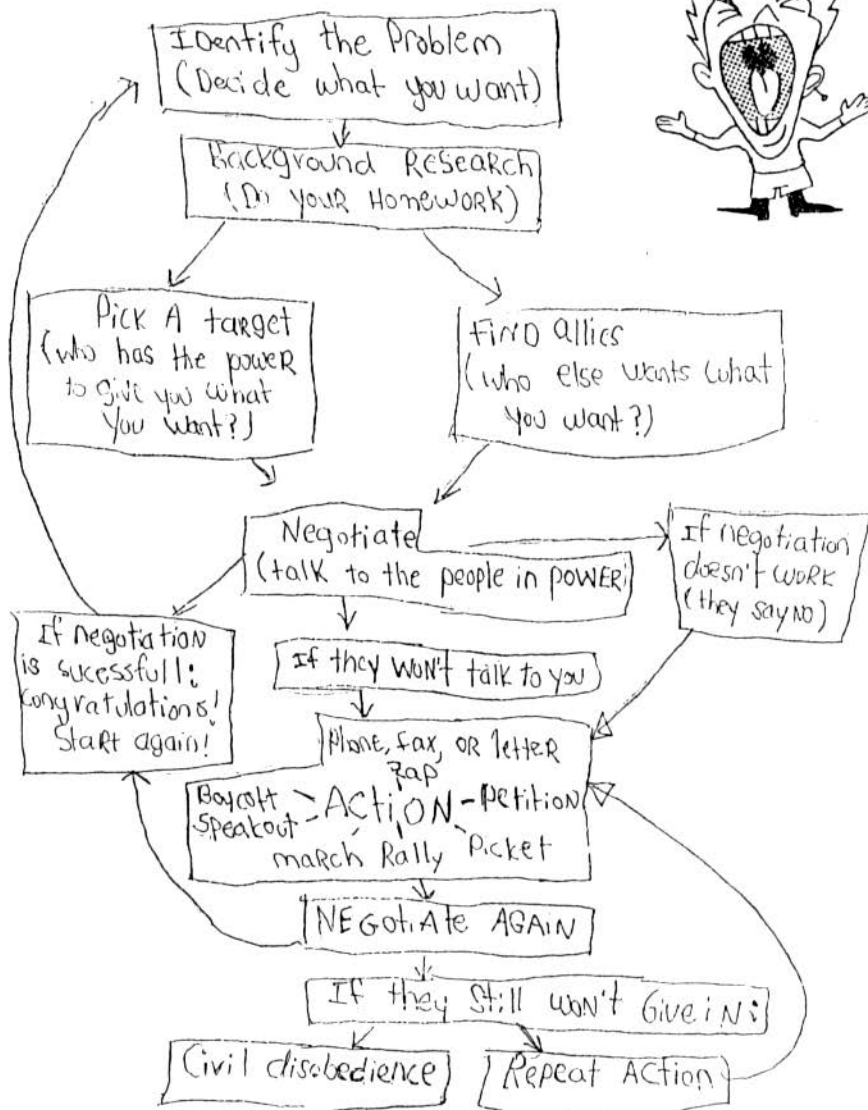 IDentify the Problem
(Decide what you want)
Background ReseaRch
(Do youR HomewoRK)
Pick A taRget
(who has the poweR
to give you what
You want?)
FinD allies
(who else wants what
you want?)
Negotiate
(talk to the people in poweR)
If negotiation
doesn't woRK
(they say No)
If negotiatioN
is sucessfull:
congratulations!
Start again!
If they woN't talk to you
Phone, fax, oR letteR
Zap
Boycott
Speakout
ActioN
Petition
maRch Rally Picket
NEGOtiAte AGAiN
If they Still woN't GiveiN:
Civil disobedience
Repeat Action